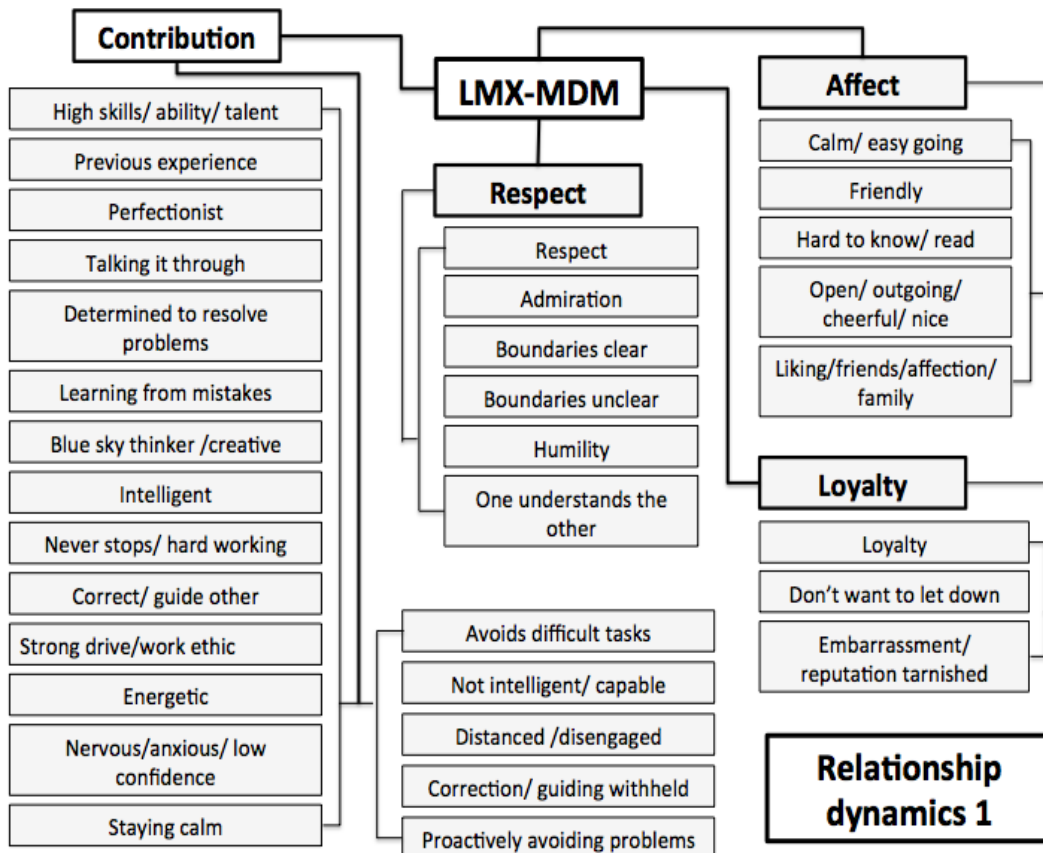 Contribution
High skills/ ability/ talent
Previous experience
Perfectionist
Talking it through
Determined to resolve
problems
Learning from mistakes
Blue sky thinker /creative
Intelligent
Never stops/ hard working
Correct/ guide other
Strong drive/work ethic
Energetic
Nervous/anxious/ low
confidence
Staying calm
Avoids difficult tasks
Not intelligent/ capable
Distanced /disengaged
Correction/ guiding withheld
Proactively avoiding problems
LMX-MDM
Respect
Respect
Admiration
Boundaries clear
Boundaries unclear
Humility
One understands the
other
Affect
Calm/ easy going
Friendly
Hard to know/ read
Open/ outgoing/
cheerful/ nice
Liking/friends/affection/
family
Loyalty
Loyalty
Don't want to let down
Embarrassment/
reputation tarnished
Relationship
dynamics 1